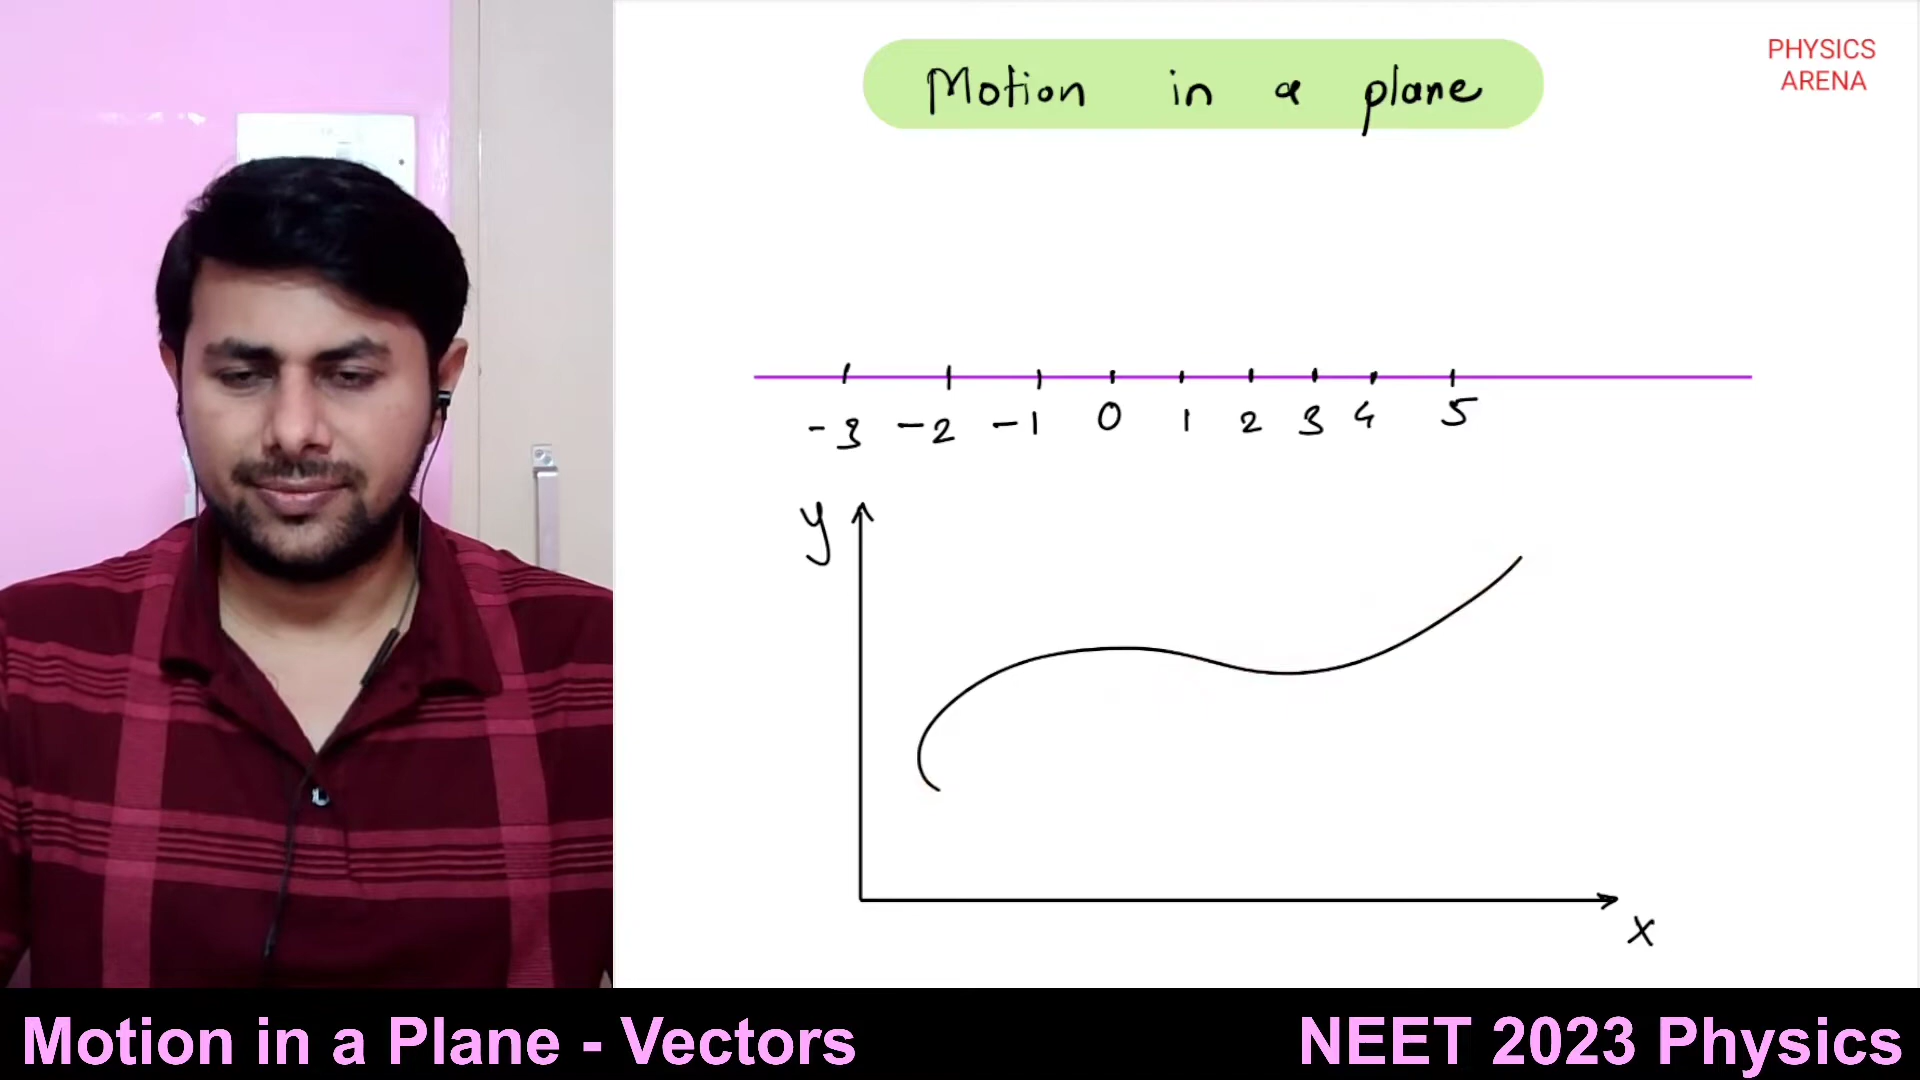 Motion in a plane
PHYSICS
ARENA
-3 -2 -1 0 1 2 3 4 5
y
x
Motion in a Plane - Vectors
NEET 2023 Physics